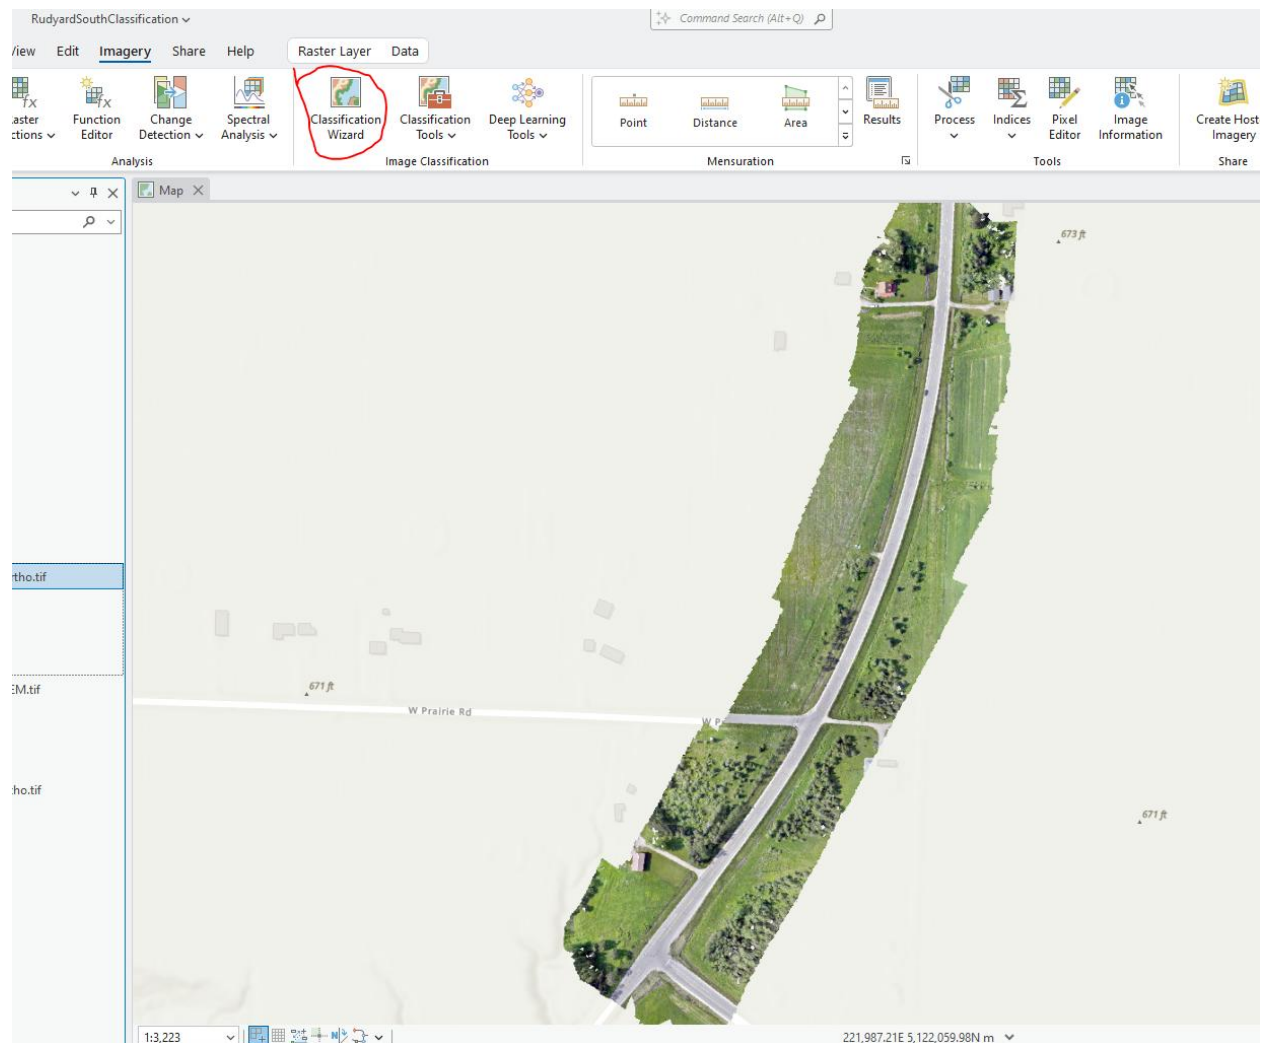 RudyardSouthClassification
Command Search (Alt+Q)
View Edit Imagery Share Help Raster Layer Data
aster
ctions
Function
Editor
Change
Detection
Spectral
Analysis
Classification
Wizard
Classification
Tools
Deep Learning
Tools
Point
Distance
Area
Results
Process
Indices
Pixel
Editor
Image
Information
Create Host
Imagery
Analysis
Image Classification
Mensuration
Tools
Share
Map
673 ft
rtho.tif
671 ft
EM.tif
W Prairie Rd
W P
ho.tif
671 ft
1:3,223
N
221,987.21E 5,122,059.98N m